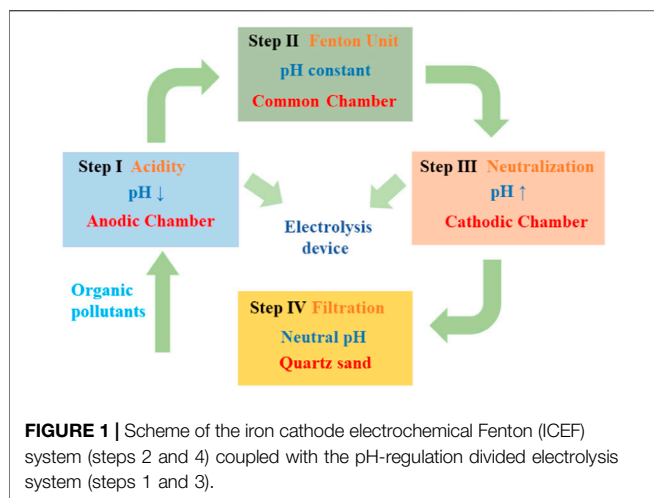 Step II Fenton Unit
pH constant
Common Chamber
Step I Acidity
pH ↓
Anodic Chamber
Step III Neutralization
pH ↑
Cathodic Chamber
Electrolysis
device
Organic
pollutants
Step IV Filtration
Neutral pH
Quartz sand
FIGURE 1 | Scheme of the iron cathode electrochemical Fenton (ICEF)
system (steps 2 and 4) coupled with the pH-regulation divided electrolysis
system (steps 1 and 3).